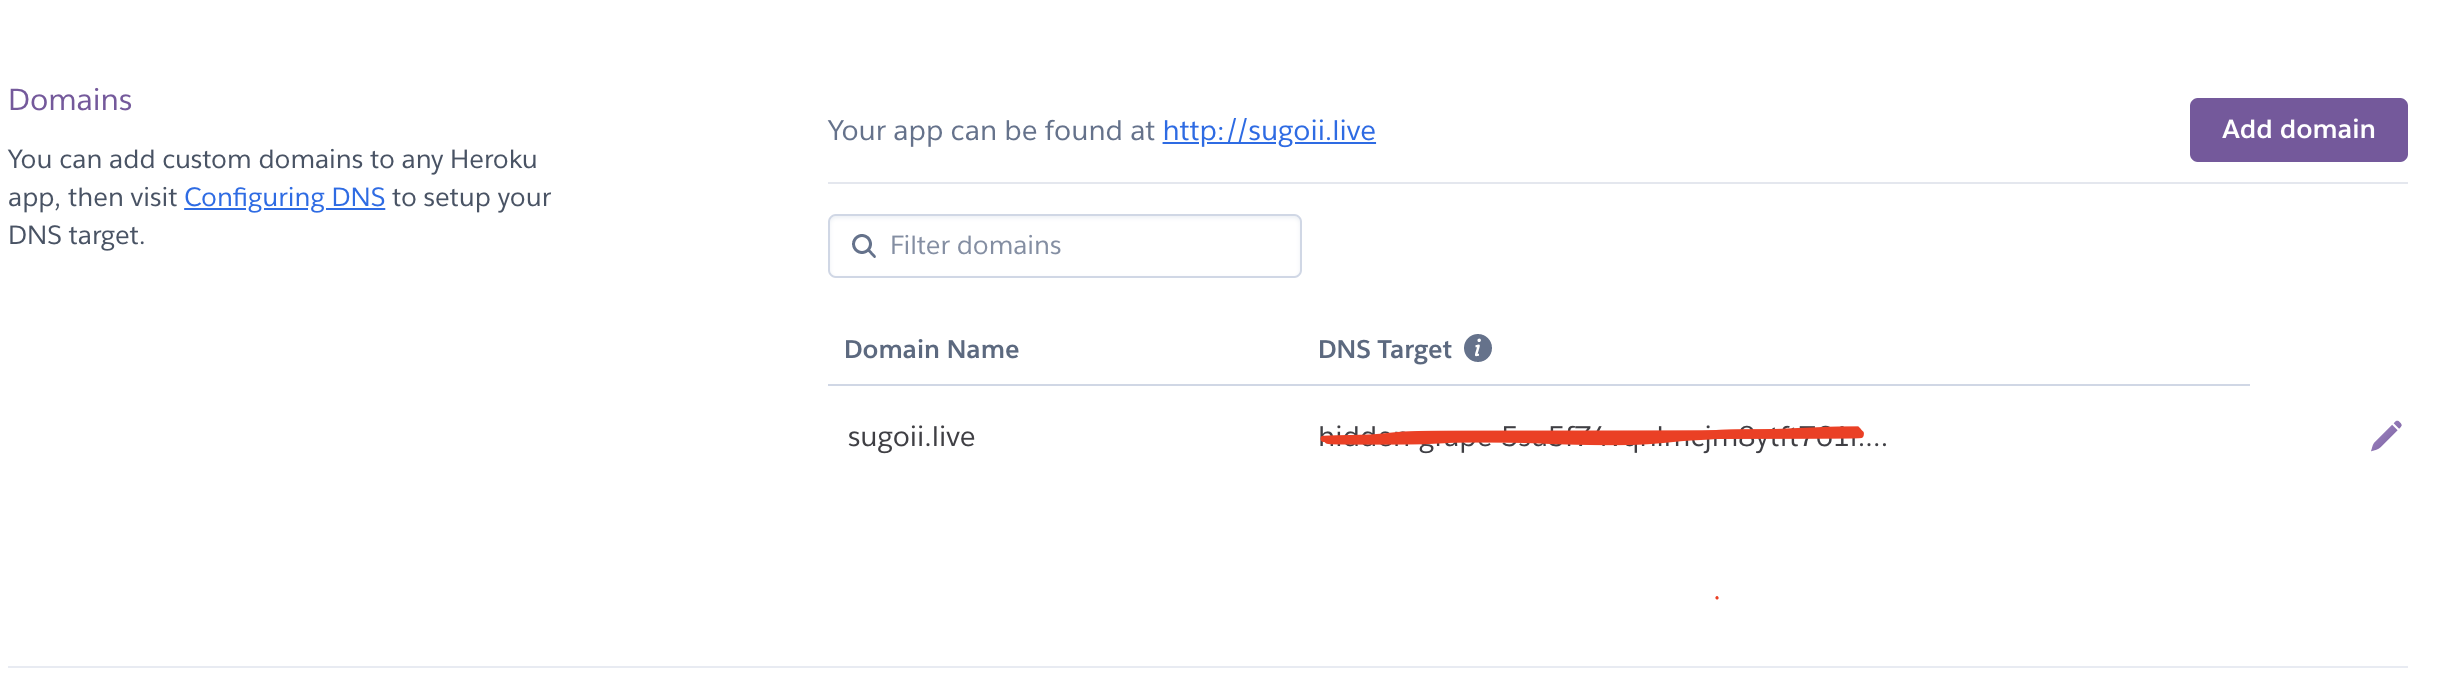 Domains
You can add custom domains to any Heroku
app, then visit Configuring DNS to setup your
DNS target.
Your app can be found at http://sugoii.live
Add domain
Filter domains
Domain Name
DNS Target
sugoii.live